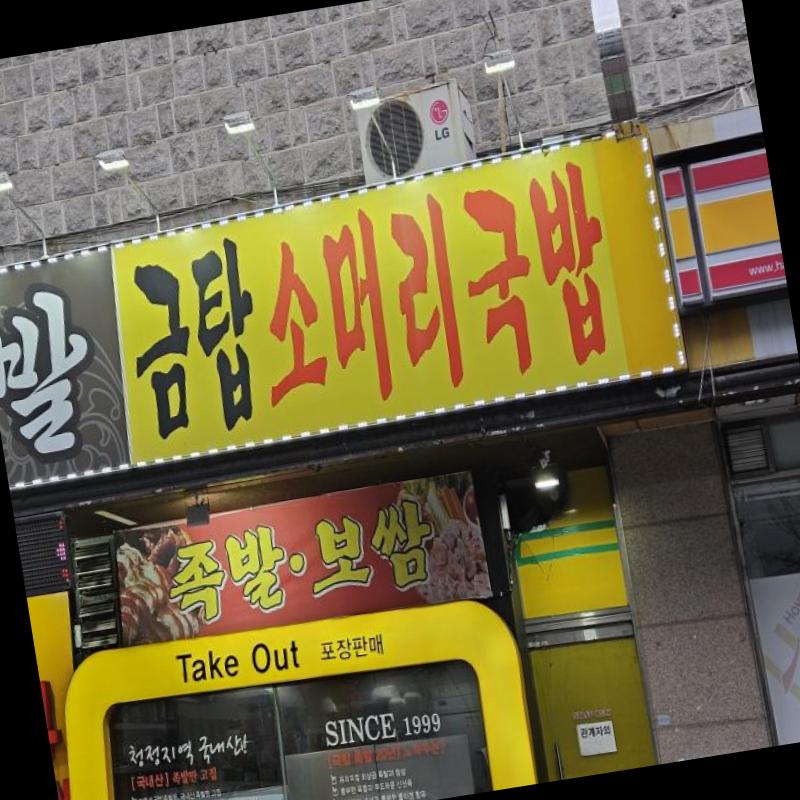 LG
금탑 소머리국밥
발
족발·보쌈
Take Out 포장판매
SINCE 1999
청정지역 국내산
[국내산] 족발만 고집
관계자외